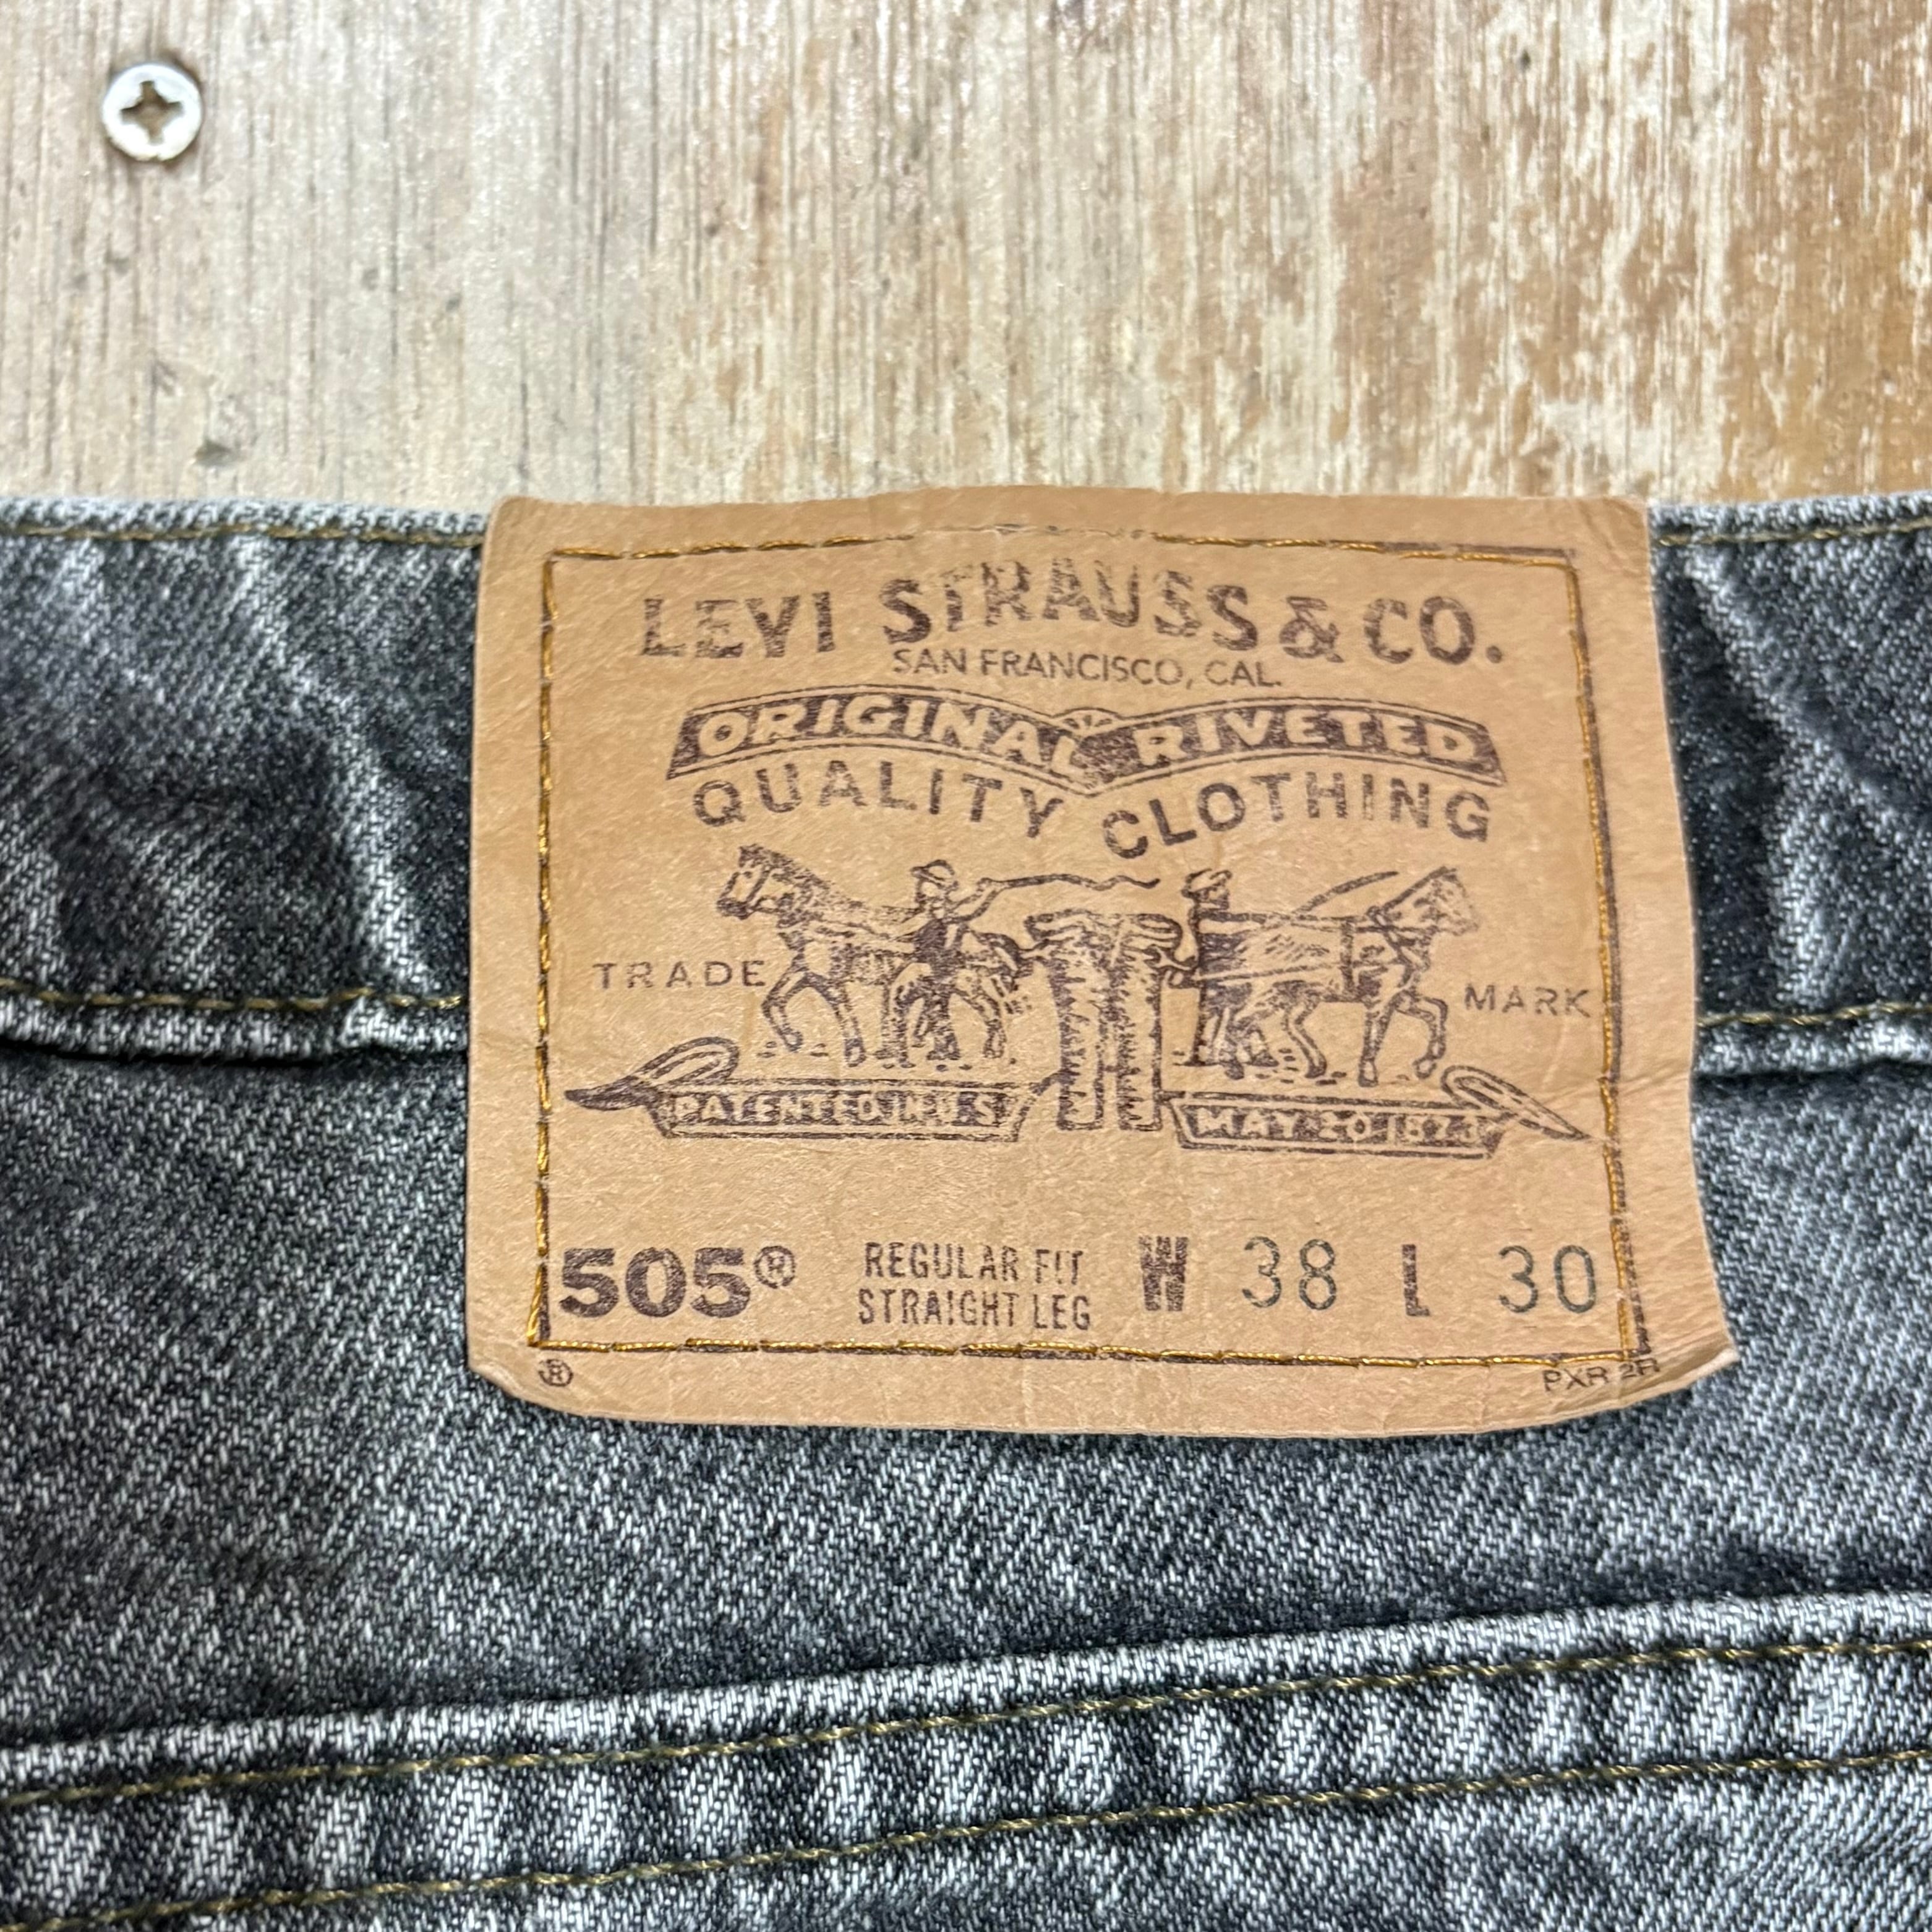 LEVI STRAUSS & CO.
SAN FRANCISCO, CAL.
ORIGINAL RIVETED
QUALITY CLOTHING
TRADE MARK
PATENTED IN U S
MAY 20 1873
505® REGULAR FIT W 38 L 30
STRAIGHT LEG
®
PXR 2R